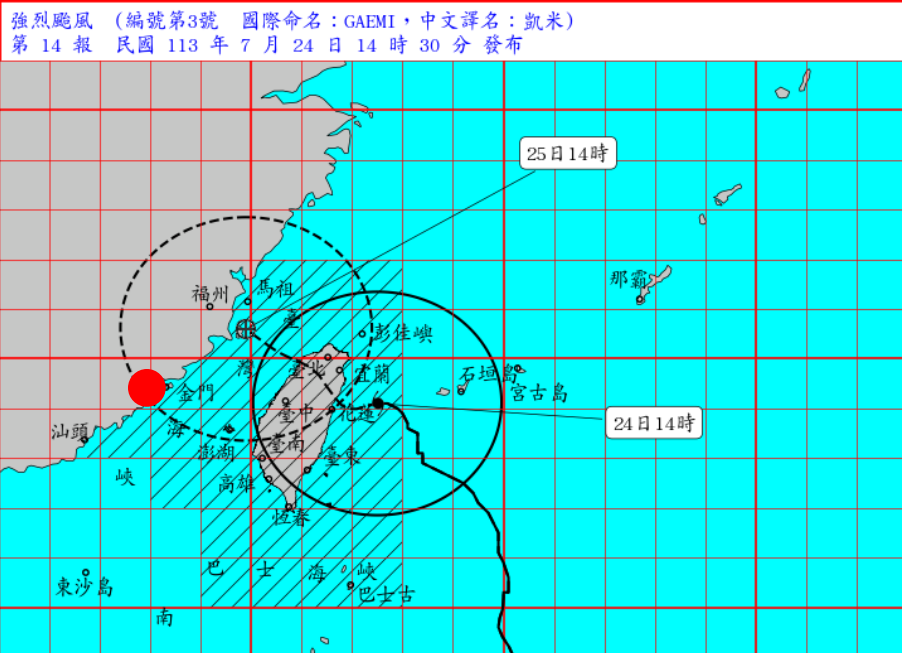 強烈颱風 (編號第3號 國際命名：GAEMI，中文譯名：凱米)
第 14 報 民國 113 年 7 月 24 日 14 時 30 分 發布
25日14時
那霸
福州
馬祖
臺
彭佳嶼
灣
臺北
宜蘭
石垣島
宮古島
金門
臺中
花蓮
24日14時
汕頭
海
臺南
澎湖
臺東
峽
高雄
恆春
巴 士 海 峽
東沙島
巴士古
南